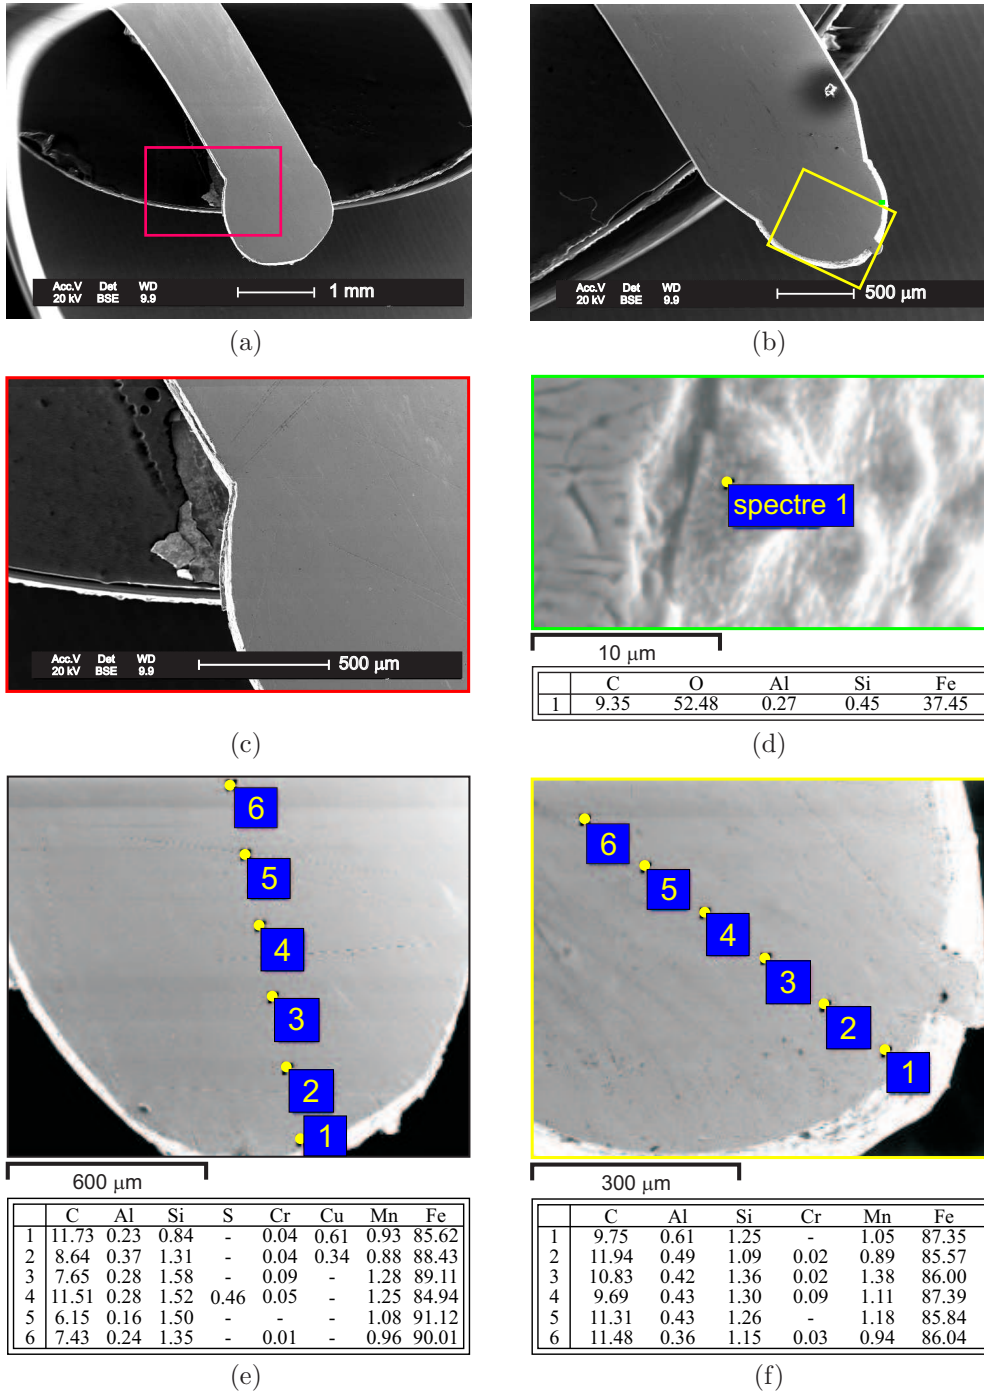 Acc.V Det WD
20 kV BSE 9.9 1 mm
(a)
Acc.V Det WD
20 kV BSE 9.9 500 μm
(b)
Acc.V Det WD
20 kV BSE 9.9 500 μm
(c)
spectre 1
10 μm
C O Al Si Fe
1 9.35 52.48 0.27 0.45 37.45
(d)
6
5
4
3
2
1
600 μm
C Al Si S Cr Cu Mn Fe
1 11.73 0.23 0.84 - 0.04 0.61 0.93 85.62
2 8.64 0.37 1.31 - 0.04 0.34 0.88 88.43
3 7.65 0.28 1.58 - 0.09 - 1.28 89.11
4 11.51 0.28 1.52 0.46 0.05 - 1.25 84.94
5 6.15 0.16 1.50 - - - 1.08 91.12
6 7.43 0.24 1.35 - 0.01 - 0.96 90.01
(e)
6
5
4
3
2
1
300 μm
C Al Si Cr Mn Fe
1 9.75 0.61 1.25 - 1.05 87.35
2 11.94 0.49 1.09 0.02 0.89 85.57
3 10.83 0.42 1.36 0.02 1.38 86.00
4 9.69 0.43 1.30 0.09 1.11 87.39
5 11.31 0.43 1.26 - 1.18 85.84
6 11.48 0.36 1.15 0.03 0.94 86.04
(f)